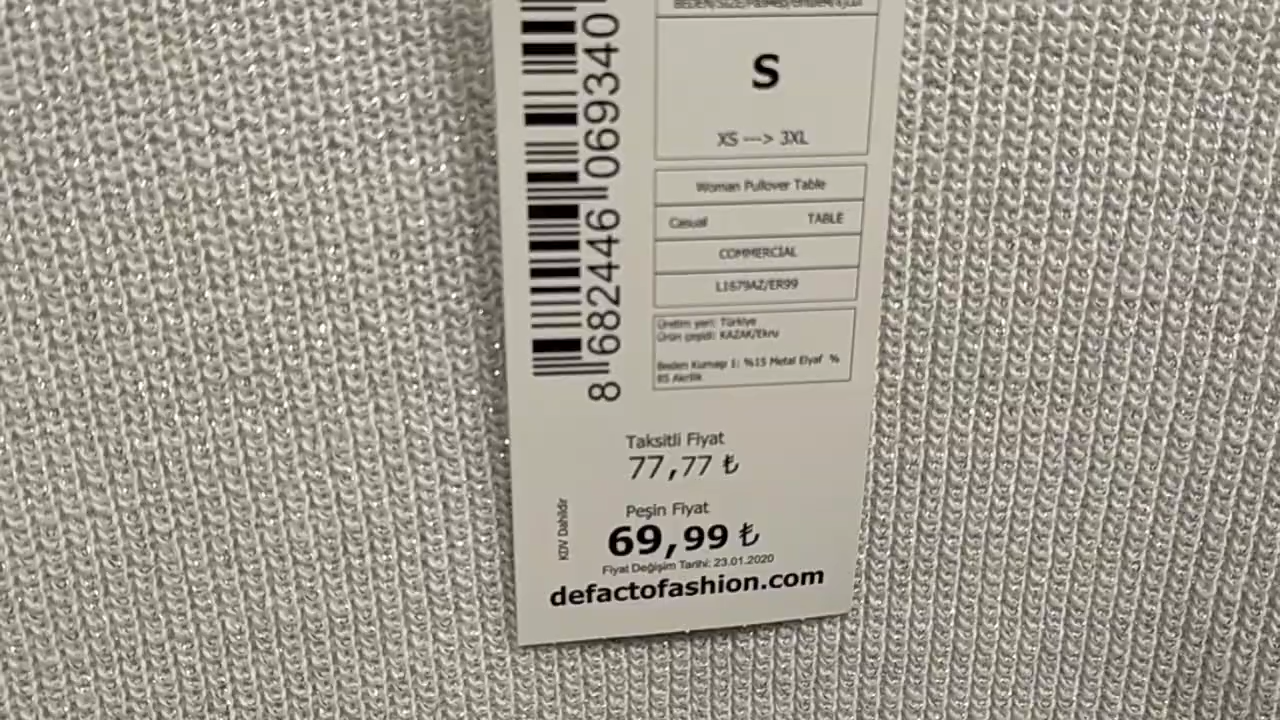 S
XS ---> 3XL
Woman Pullover Table
Casual TABLE
COMMERCIAL
L1679AZ/ER99
Üretim yeri: Türkiye
Ürün çeşidi: KAZAK/Ekru
Beden Kumaşı 1: %15 Metal Elyaf %
85 Akrilik
8 682446 069340
Taksitli Fiyat
77,77 ₺
Peşin Fiyat
KDV Dahildir
69,99 ₺
Fiyat Değişim Tarihi: 23.01.2020
defactofashion.com